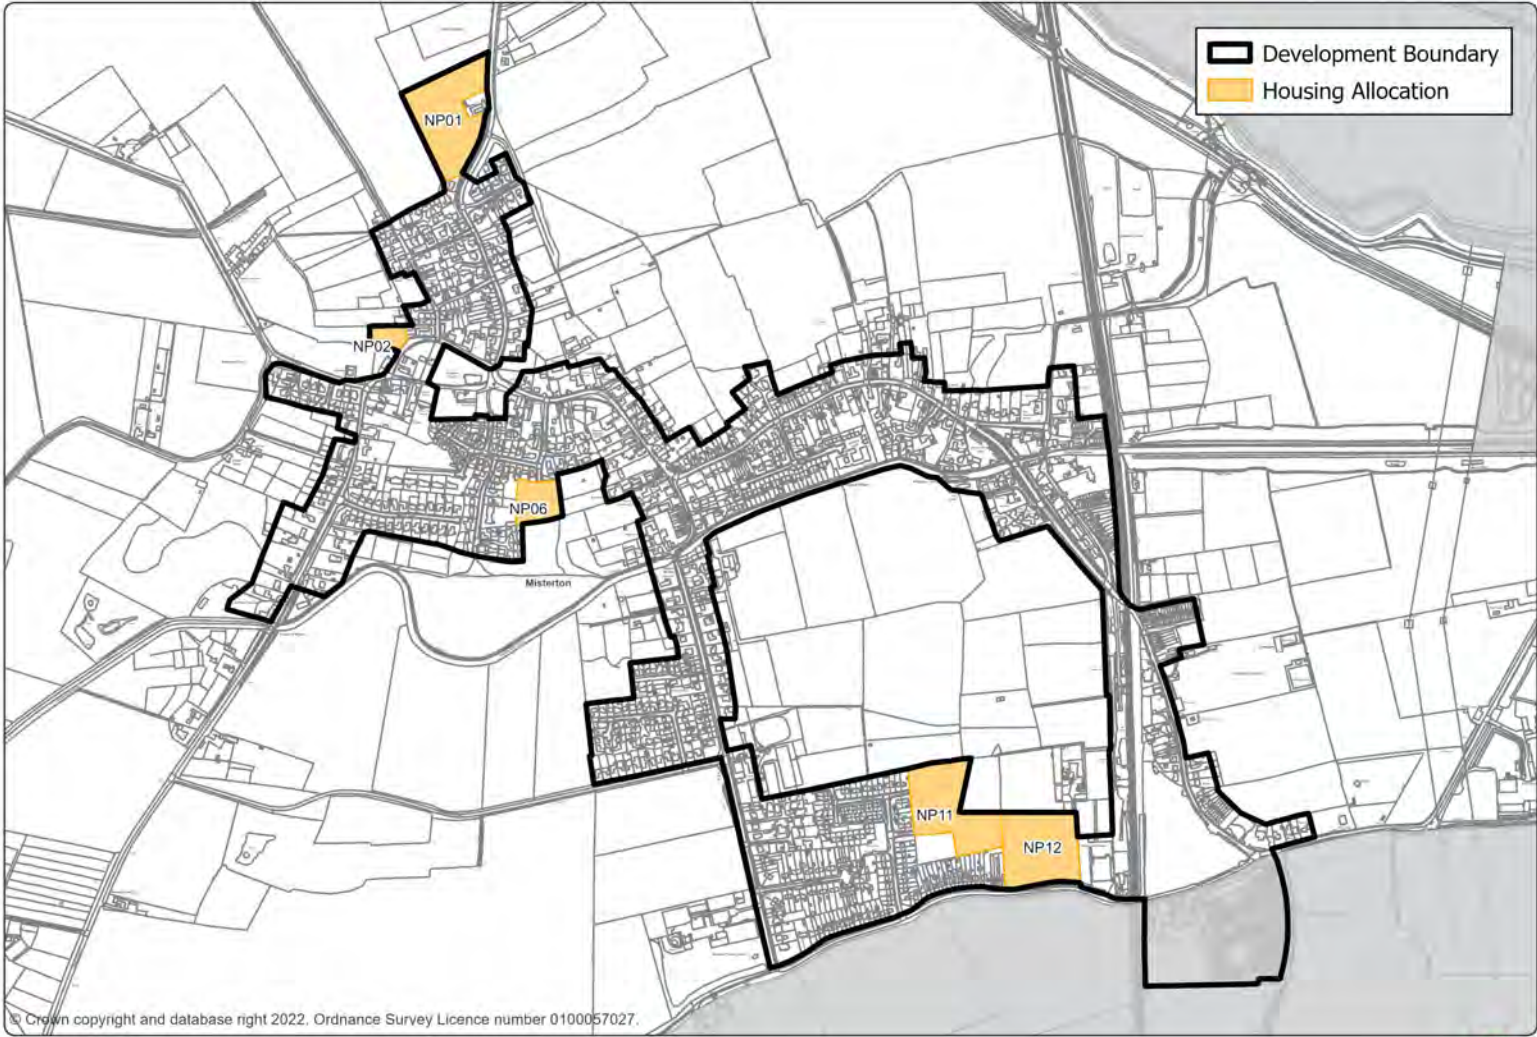 Development Boundary
Housing Allocation
NP01
NP02
NP06
Misterton
NP11
NP12
© Crown copyright and database right 2022. Ordnance Survey Licence number 0100057027.